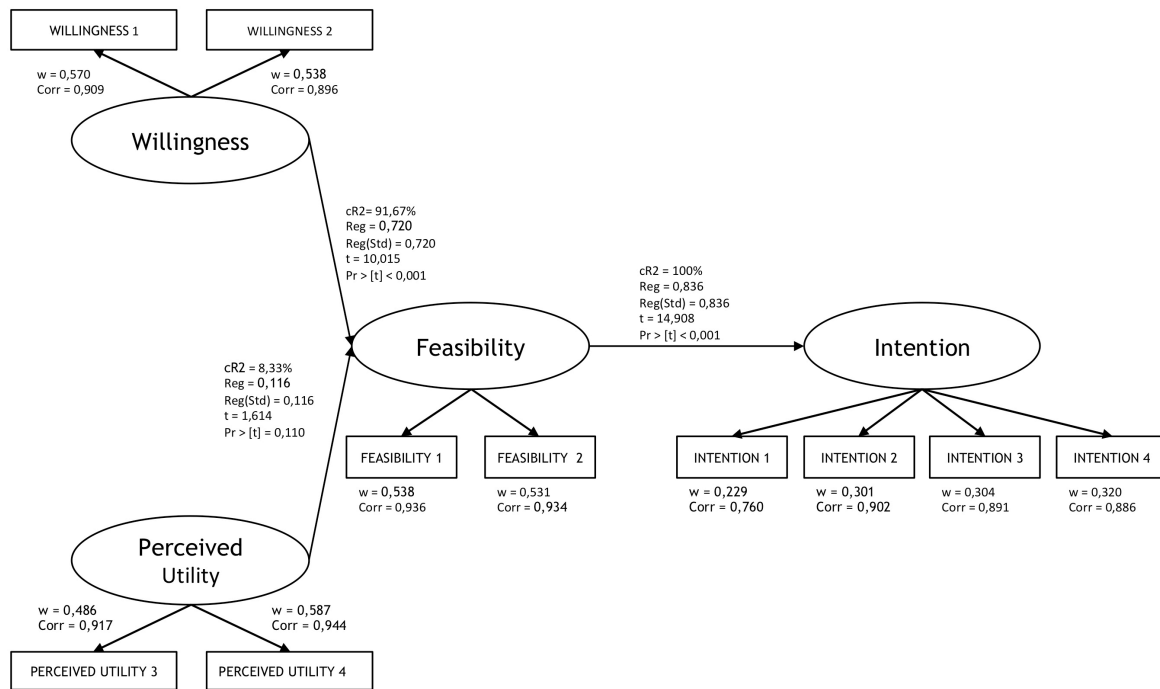 WILLINGNESS 1
WILLINGNESS 2
w = 0,570
Corr = 0,909
w = 0,538
Corr = 0,896
Willingness
cR2= 91,67%
Reg = 0,720
Reg(Std) = 0,720
t = 10,015
Pr > [t] < 0,001
cR2 = 100%
Reg = 0,836
Reg(Std) = 0,836
t = 14,908
Pr > [t] < 0,001
Feasibility
Intention
cR2 = 8,33%
Reg = 0,116
Reg(Std) = 0,116
t = 1,614
Pr > [t] = 0,110
FEASIBILITY 1
FEASIBILITY 2
INTENTION 1
INTENTION 2
INTENTION 3
INTENTION 4
w = 0,538
Corr = 0,936
w = 0,531
Corr = 0,934
w = 0,229
Corr = 0,760
w = 0,301
Corr = 0,902
w = 0,304
Corr = 0,891
w = 0,320
Corr = 0,886
Perceived
Utility
w = 0,486
Corr = 0,917
w = 0,587
Corr = 0,944
PERCEIVED UTILITY 3
PERCEIVED UTILITY 4